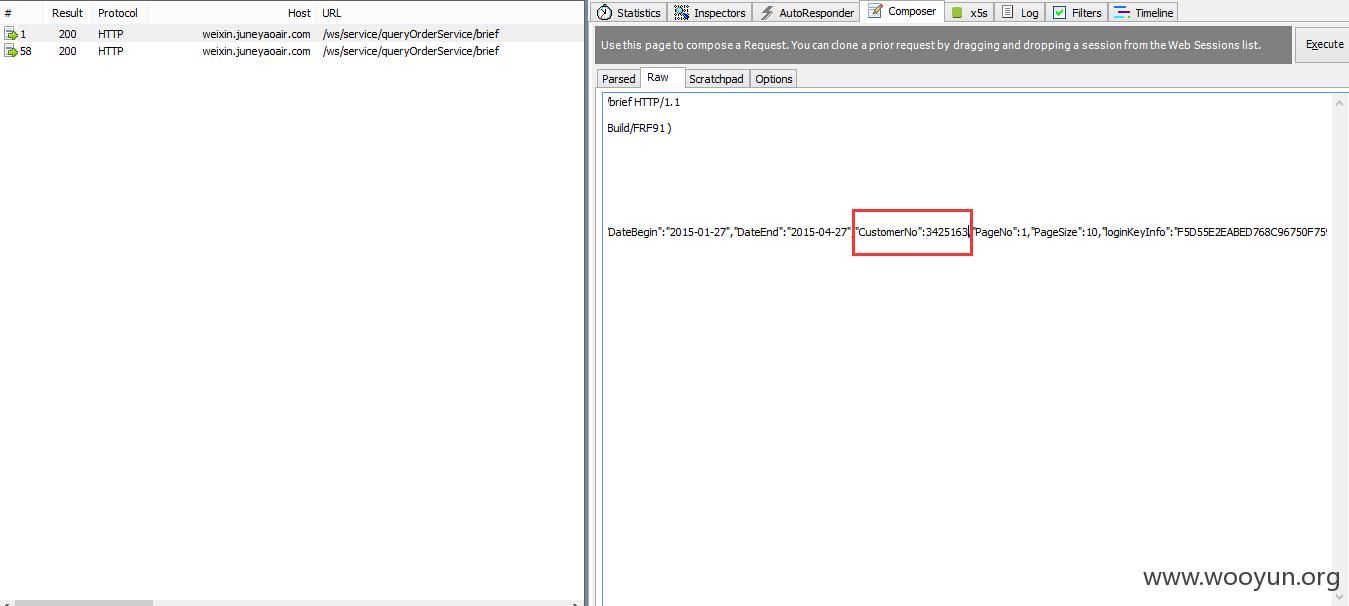 # Result Protocol Host URL
1 200 HTTP weixin.juneyaoair.com /ws/service/queryOrderService/brief
58 200 HTTP weixin.juneyaoair.com /ws/service/queryOrderService/brief
Statistics Inspectors AutoResponder Composer x5s Log Filters Timeline
Use this page to compose a Request. You can clone a prior request by dragging and dropping a session from the Web Sessions list.
Execute
Parsed Raw Scratchpad Options
/brief HTTP/1.1
Build/FRF91)
"DateBegin":"2015-01-27","DateEnd":"2015-04-27","CustomerNo":3425163,"PageNo":1,"PageSize":10,"loginKeyInfo":"F5D55E2EABED768C96750F759
www.wooyun.org